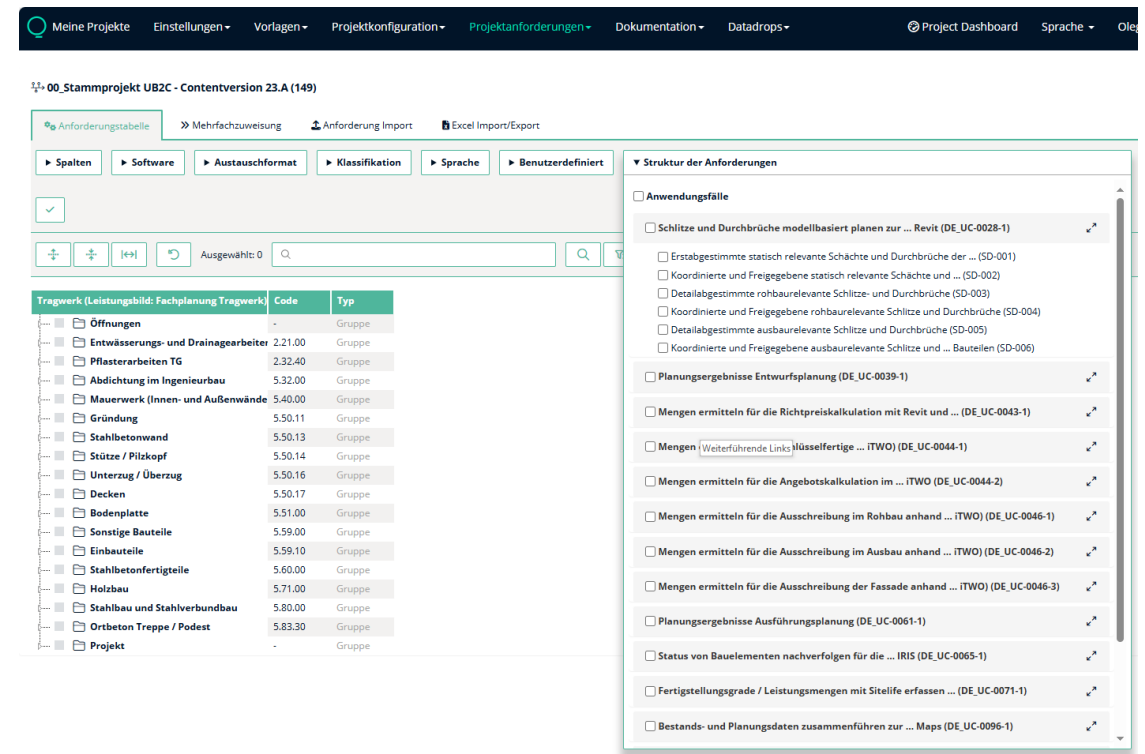 Meine Projekte Einstellungen Vorlagen Projektkonfiguration Projektanforderungen Dokumentation Datadrops Project Dashboard Sprache
00_Stammprojekt UB2C - Contentversion 23.A (149)
Anforderungstabelle Mehrfachzuweisung Anforderung Import Excel Import/Export
Spalten Software Austauschformat Klassifikation Sprache Benutzerdefiniert
Ausgewählt: 0
Tragwerk (Leistungsbild: Fachplanung Tragwerk) Code Typ
Öffnungen - Gruppe
Entwässerungs- und Drainagearbeiten 2.21.00 Gruppe
Pflasterarbeiten TG 2.32.40 Gruppe
Abdichtung im Ingenieurbau 5.32.00 Gruppe
Mauerwerk (Innen- und Außenwände 5.40.00 Gruppe
Gründung 5.50.11 Gruppe
Stahlbetonwand 5.50.13 Gruppe
Stütze / Pilzkopf 5.50.14 Gruppe
Unterzug / Überzug 5.50.16 Gruppe
Decken 5.50.17 Gruppe
Bodenplatte 5.51.00 Gruppe
Sonstige Bauteile 5.59.00 Gruppe
Einbauteile 5.59.10 Gruppe
Stahlbetonfertigteile 5.60.00 Gruppe
Holzbau 5.71.00 Gruppe
Stahlbau und Stahlverbundbau 5.80.00 Gruppe
Ortbeton Treppe / Podest 5.83.30 Gruppe
Projekt - Gruppe
Struktur der Anforderungen
Anwendungsfälle
Schlitze und Durchbrüche modellbasiert planen zur ... Revit (DE_UC-0028-1)
Erstabgestimmte statisch relevante Schächte und Durchbrüche der ... (SD-001)
Koordinierte und Freigegebene statisch relevante Schächte und ... (SD-002)
Detailabgestimmte rohbaurelevante Schlitze- und Durchbrüche (SD-003)
Koordinierte und Freigegebene rohbaurelevante Schlitze und Durchbrüche (SD-004)
Detailabgestimmte ausbaurelevante Schlitze und Durchbrüche (SD-005)
Koordinierte und Freigegebene ausbaurelevante Schlitze und ... Bauteilen (SD-006)
Planungsergebnisse Entwurfsplanung (DE_UC-0039-1)
Mengen ermitteln für die Richtpreiskalkulation mit Revit und ... (DE_UC-0043-1)
Mengen Weiterführende Links lüsselfertige ... iTWO) (DE_UC-0044-1)
Mengen ermitteln für die Angebotskalkulation im ... iTWO (DE_UC-0044-2)
Mengen ermitteln für die Ausschreibung im Rohbau anhand ... iTWO) (DE_UC-0046-1)
Mengen ermitteln für die Ausschreibung im Ausbau anhand ... iTWO) (DE_UC-0046-2)
Mengen ermitteln für die Ausschreibung der Fassade anhand ... iTWO) (DE_UC-0046-3)
Planungsergebnisse Ausführungsplanung (DE_UC-0061-1)
Status von Bauelementen nachverfolgen für die ... IRIS (DE_UC-0065-1)
Fertigstellungsgrade / Leistungsmengen mit Sitelife erfassen ... (DE_UC-0071-1)
Bestands- und Planungsdaten zusammenführen zur ... Maps (DE_UC-0096-1)